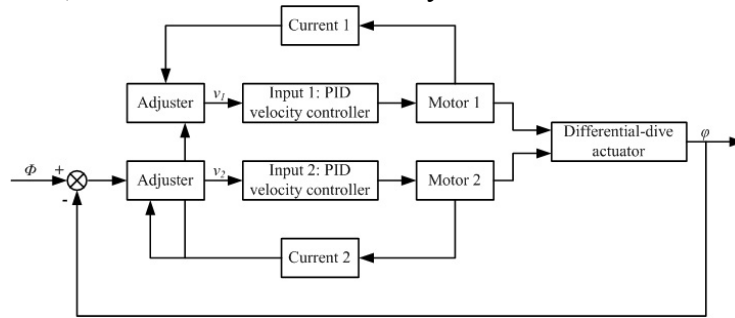 Current 1
Adjuster
v1
Input 1: PID
velocity controller
Motor 1
Differential-dive
actuator
φ
Φ
+
-
Adjuster
v2
Input 2: PID
velocity controller
Motor 2
Current 2